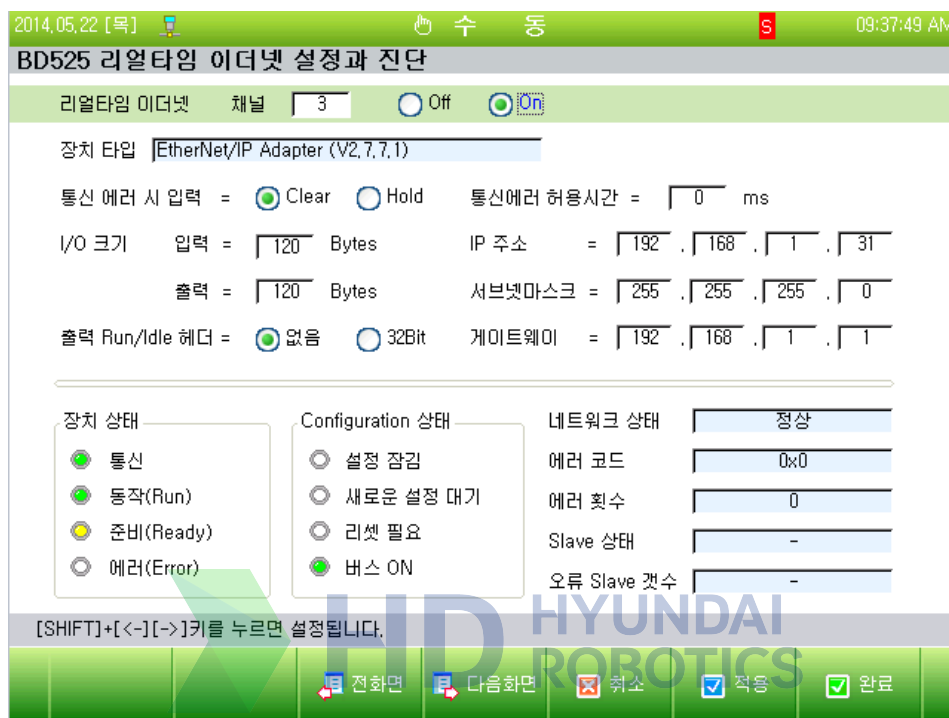 2014,05,22 [목] 수 동 S 09:37:49 AM
BD525 리얼타임 이더넷 설정과 진단
리얼타임 이더넷 채널 3 Off On
장치 타입 EtherNet/IP Adapter (V2,7,7,1)
통신 에러 시 입력 = Clear Hold 통신에러 허용시간 = 0 ms
I/O 크기 입력 = 120 Bytes IP 주소 = 192 . 168 . 1 . 31
출력 = 120 Bytes 서브넷마스크 = 255 . 255 . 255 . 0
출력 Run/Idle 헤더 = 없음 32Bit 게이트웨이 = 192 . 168 . 1 . 1
장치 상태 Configuration 상태 네트워크 상태 정상
통신 설정 잠김 에러 코드 0x0
동작(Run) 새로운 설정 대기 에러 횟수 0
준비(Ready) 리셋 필요 Slave 상태 -
에러(Error) 버스 ON 오류 Slave 갯수 -
[SHIFT]+[<-][->]키를 누르면 설정됩니다.
HD HYUNDAI
ROBOTICS
전화면 다음화면 취소 적용 완료